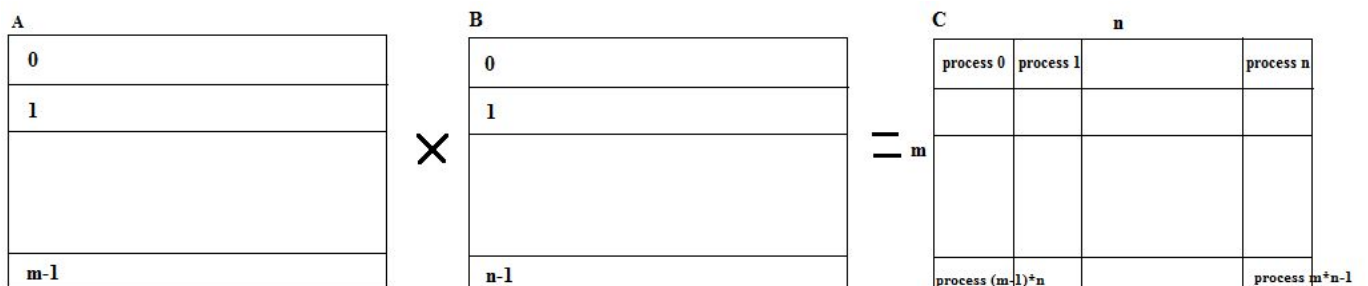 A
0
1
m-1
×
B
0
1
n-1
=
C
n
m
process 0 process 1 process n
process (m-1)*n process m*n-1